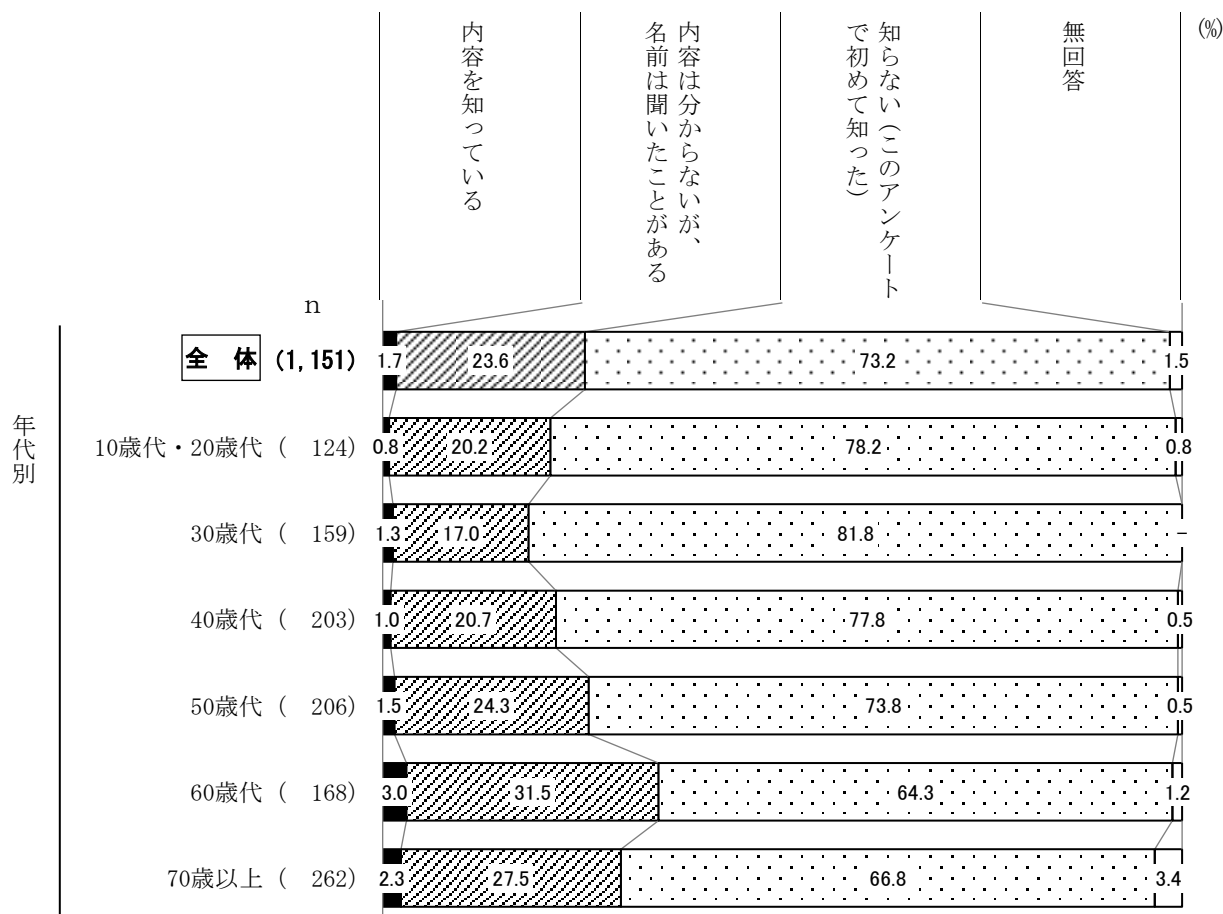 (%)
内容を知っている
内容は分からないが、
名前は聞いたことがある
知らない(このアンケート
で初めて知った)
無回答
n
全 体 (1,151) 1.7 23.6 73.2 1.5
年代別
10歳代・20歳代 ( 124) 0.8 20.2 78.2 0.8
30歳代 ( 159) 1.3 17.0 81.8 -
40歳代 ( 203) 1.0 20.7 77.8 0.5
50歳代 ( 206) 1.5 24.3 73.8 0.5
60歳代 ( 168) 3.0 31.5 64.3 1.2
70歳以上 ( 262) 2.3 27.5 66.8 3.4